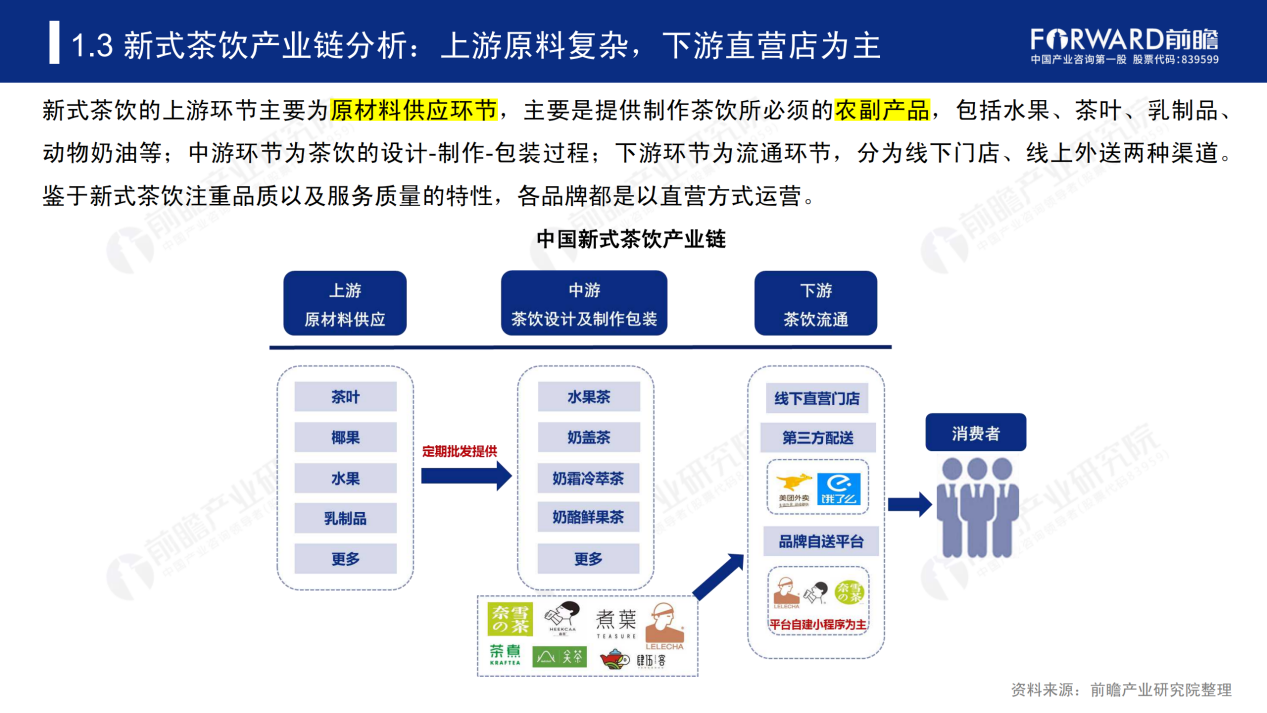 1.3 新式茶饮产业链分析：上游原料复杂，下游直营店为主
FORWARD前瞻
中国产业咨询第一股 股票代码：839599
新式茶饮的上游环节主要为原材料供应环节，主要是提供制作茶饮所必须的农副产品，包括水果、茶叶、乳制品、
动物奶油等；中游环节为茶饮的设计-制作-包装过程；下游环节为流通环节，分为线下门店、线上外送两种渠道。
鉴于新式茶饮注重品质以及服务质量的特性，各品牌都是以直营方式运营。
中国新式茶饮产业链
上游
原材料供应
中游
茶饮设计及制作包装
下游
茶饮流通
茶叶
椰果
水果
乳制品
更多
定期批发提供
水果茶
奶盖茶
奶霜冷萃茶
奶酪鲜果茶
更多
线下直营门店
第三方配送
美团外卖
饿了么
品牌自送平台
LELECHA
奈雪の茶
平台自建小程序为主
消费者
奈雪
の茶
HEEKCAA
煮葉
TEASURE
LELECHA
茶煮
KRAFTEA
关茶
肆伍客
资料来源：前瞻产业研究院整理
前瞻产业研究院